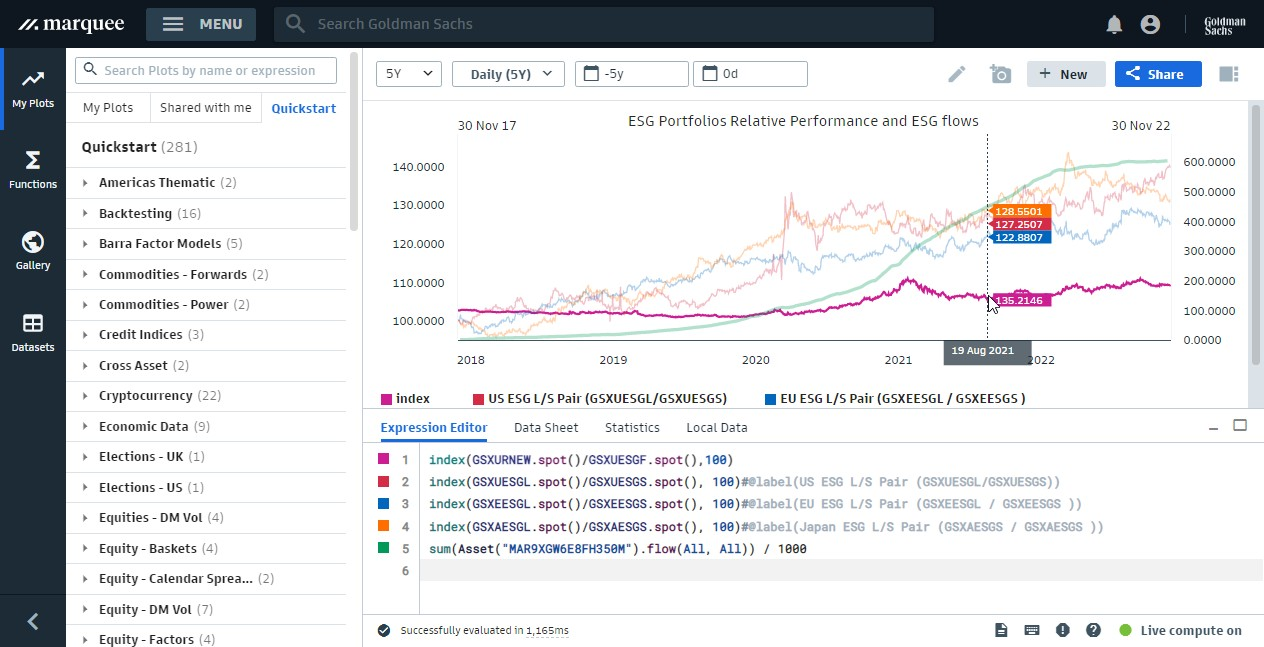 marquee
MENU
Search Goldman Sachs
Goldman
Sachs
My Plots
Functions
Gallery
Datasets
Search Plots by name or expression
My Plots
Shared with me
Quickstart
Quickstart (281)
Americas Thematic (2)
Backtesting (16)
Barra Factor Models (5)
Commodities - Forwards (2)
Commodities - Power (2)
Credit Indices (3)
Cross Asset (2)
Cryptocurrency (22)
Economic Data (9)
Elections - UK (1)
Elections - US (1)
Equities - DM Vol (4)
Equity - Baskets (4)
Equity - Calendar Sprea... (2)
Equity - DM Vol (7)
Equity - Factors (4)
5Y
Daily (5Y)
-5y
0d
+ New
Share
30 Nov 17
ESG Portfolios Relative Performance and ESG flows
30 Nov 22
140.0000
130.0000
120.0000
110.0000
100.0000
600.0000
500.0000
400.0000
300.0000
200.0000
100.0000
0.0000
128.5501
127.2507
122.8807
135.2146
2018
2019
2020
2021
19 Aug 2021
2022
index
US ESG L/S Pair (GSXUESGL/GSXUESGS)
EU ESG L/S Pair (GSXEESGL / GSXEESGS )
Expression Editor
Data Sheet
Statistics
Local Data
1 index(GSXURNEW.spot()/GSXUESGF.spot(),100)
2 index(GSXUESGL.spot()/GSXUESGS.spot(), 100)#@label(US ESG L/S Pair (GSXUESGL/GSXUESGS))
3 index(GSXEESGL.spot()/GSXEESGS.spot(), 100)#@label(EU ESG L/S Pair (GSXEESGL / GSXEESGS ))
4 index(GSXAESGL.spot()/GSXAESGS.spot(), 100)#@label(Japan ESG L/S Pair (GSXAESGS / GSXAESGS ))
5 sum(Asset("MAR9XGW6E8FH350M").flow(All, All)) / 1000
6
Successfully evaluated in 1,165ms
Live compute on